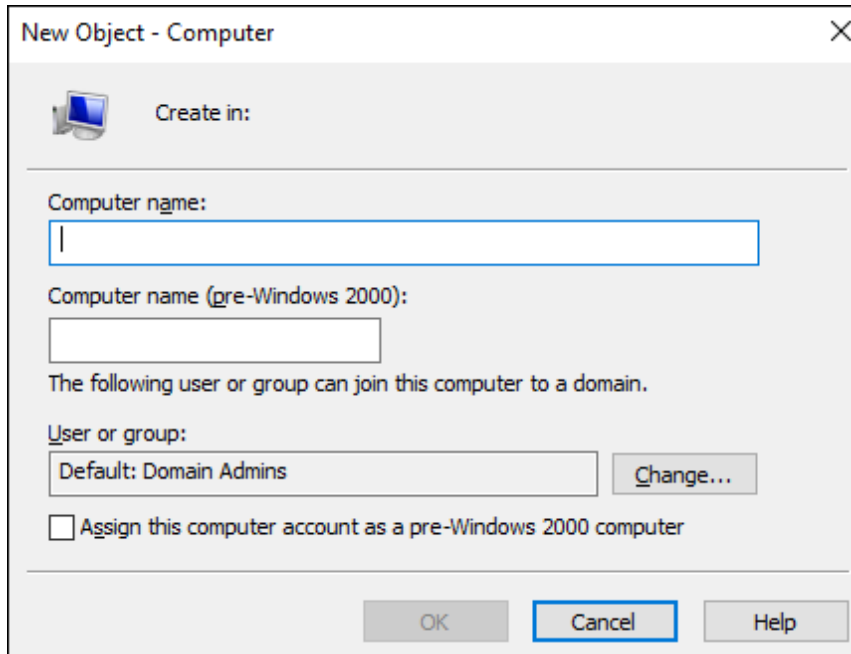 New Object - Computer
Create in:
Computer name:
Computer name (pre-Windows 2000):
The following user or group can join this computer to a domain.
User or group:
Default: Domain Admins
Change...
Assign this computer account as a pre-Windows 2000 computer
OK
Cancel
Help